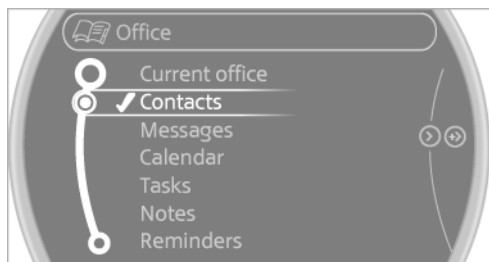 Office
Current office
Contacts
Messages
Calendar
Tasks
Notes
Reminders